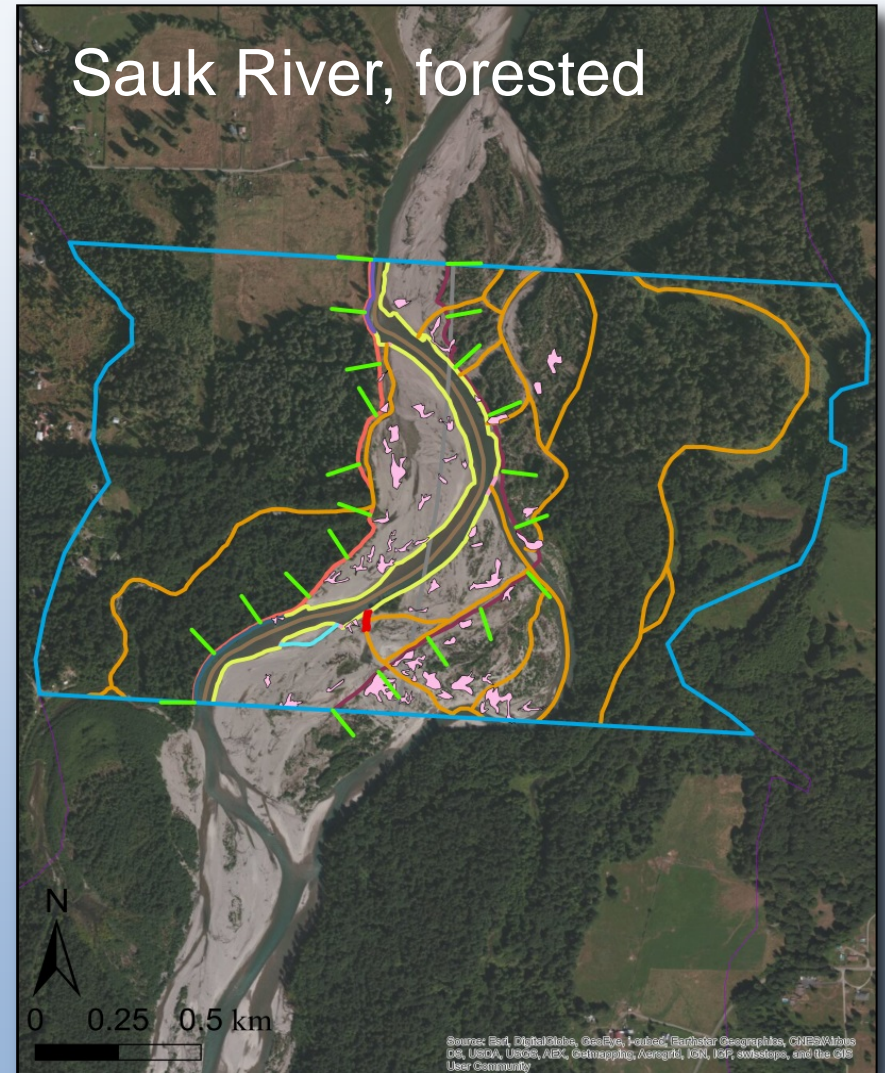 Sauk River, forested
N
0 0.25 0.5 km
Source: Esri, DigitalGlobe, GeoEye, i-cubed, Earthstar Geographics, CNES/Airbus
DS, USDA, USGS, AEX, Getmapping, Aerogrid, IGN, IGP, swisstopo, and the GIS
User Community